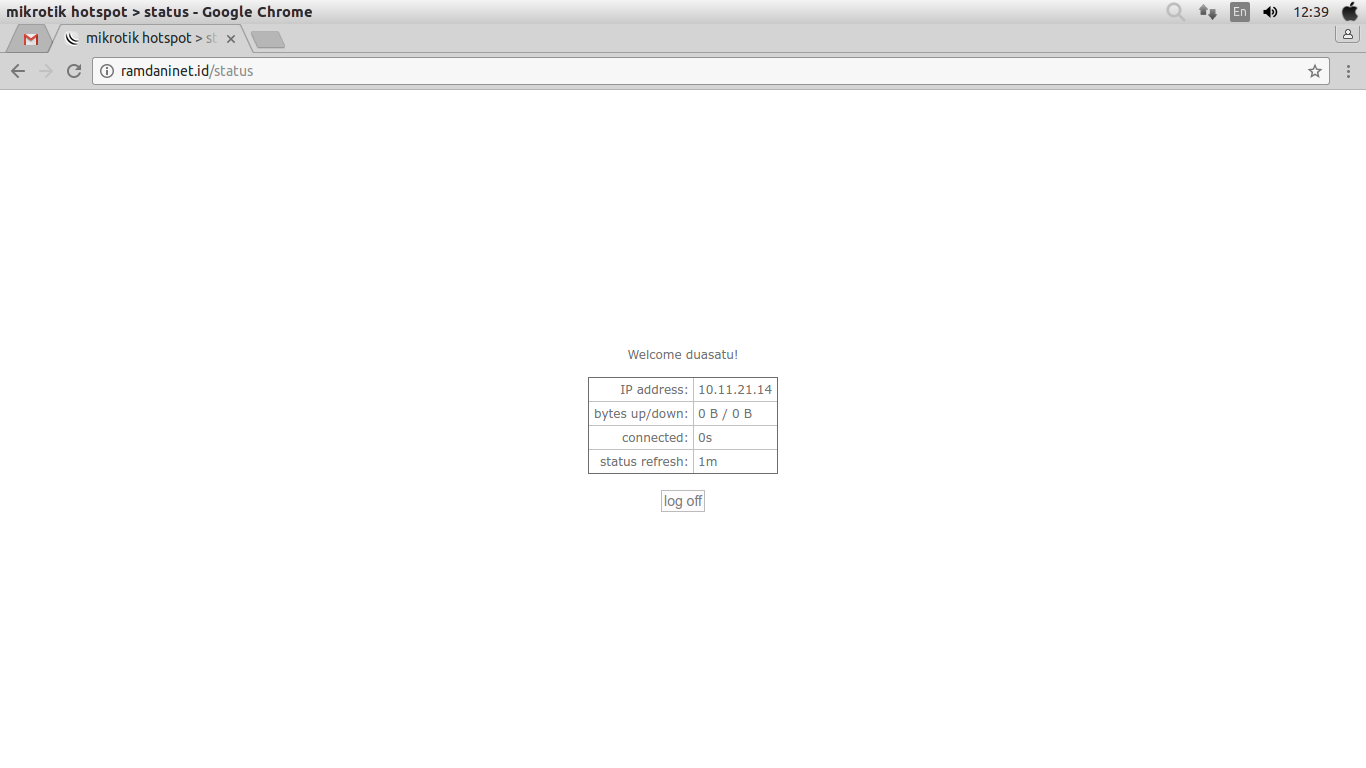 mikrotik hotspot > status - Google Chrome
En
12:39
mikrotik hotspot > st
ramdaninet.id/status
Welcome duasatu!
IP address: 10.11.21.14
bytes up/down: 0 B / 0 B
connected: 0s
status refresh: 1m
log off